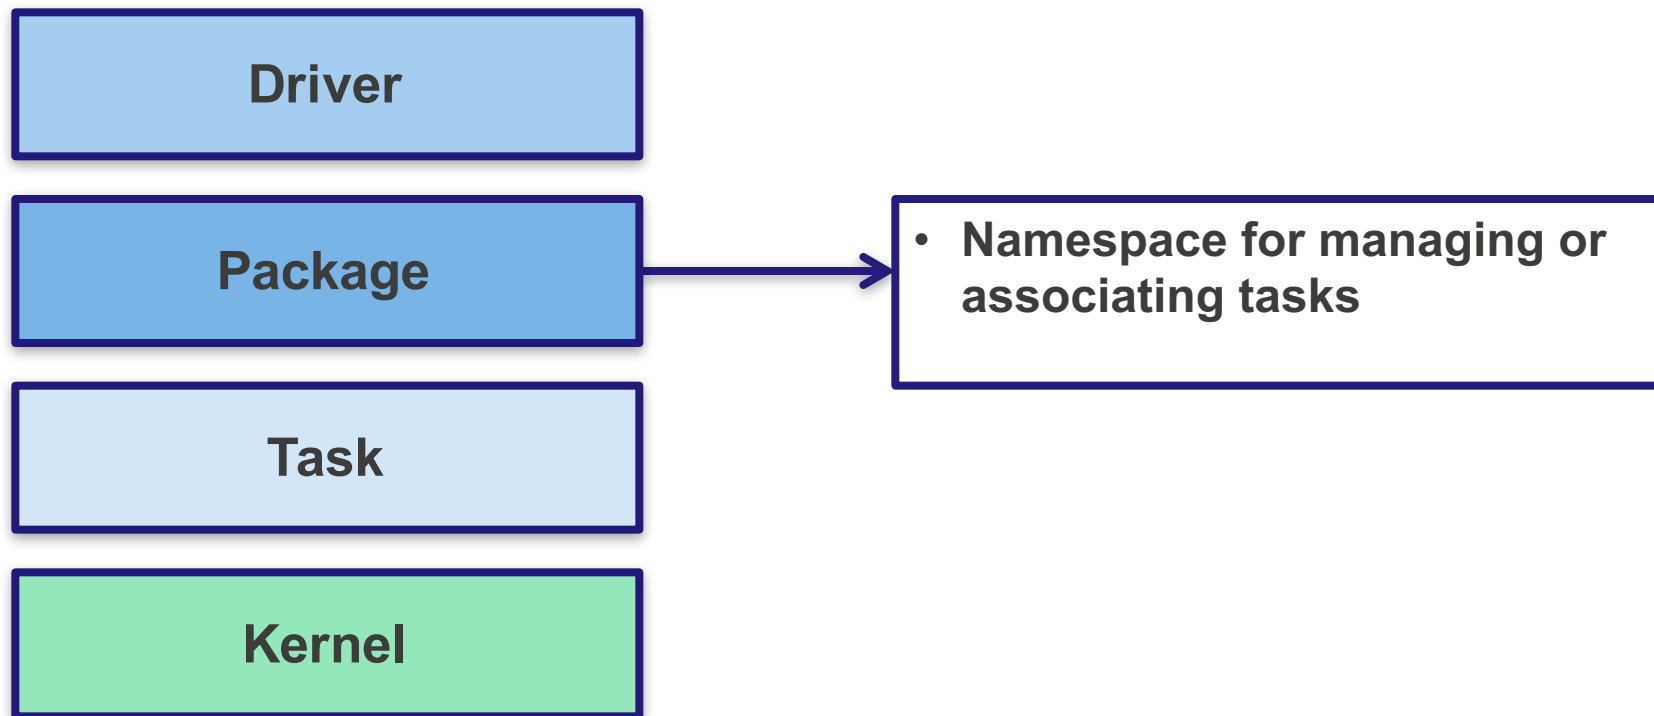 Driver
Package
• Namespace for managing or
associating tasks
Task
Kernel